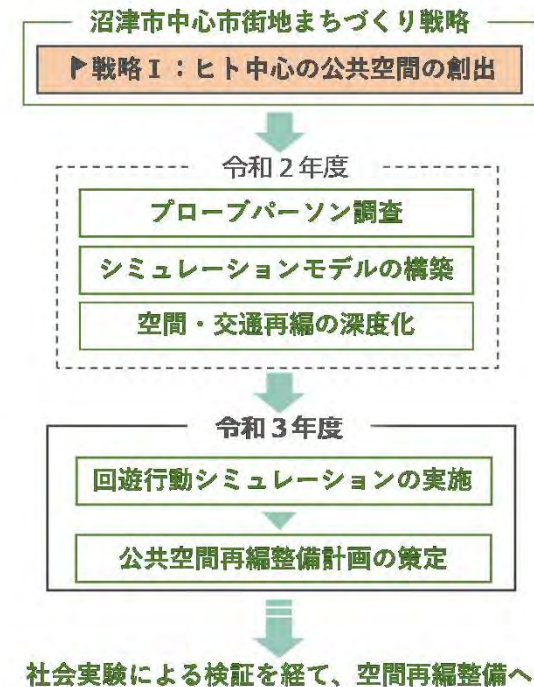 沼津市中心市街地まちづくり戦略
戦略Ⅰ：ヒト中心の公共空間の創出
令和２年度
プローブパーソン調査
シミュレーションモデルの構築
空間・交通再編の深度化
令和３年度
回遊行動シミュレーションの実施
公共空間再編整備計画の策定
社会実験による検証を経て、空間再編整備へ